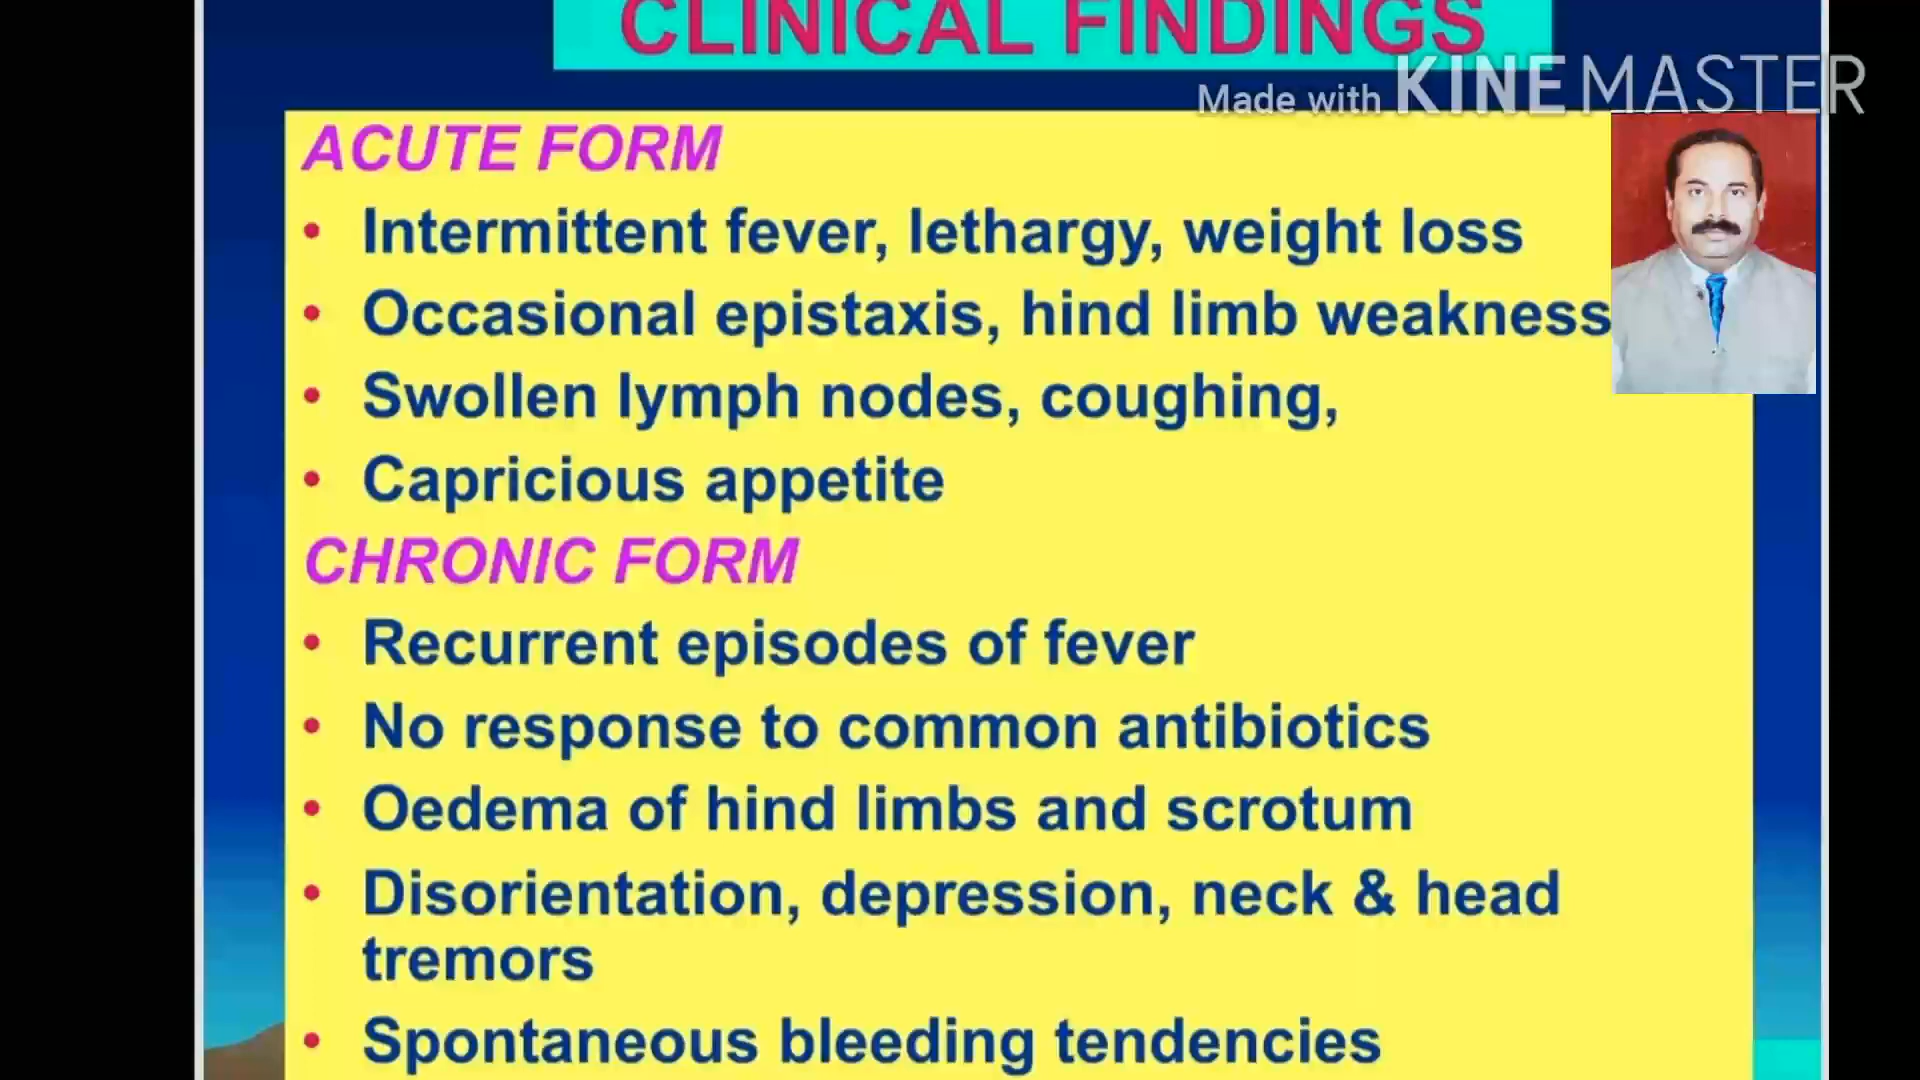 CLINICAL FINDINGS
Made with KINEMASTER
ACUTE FORM
• Intermittent fever, lethargy, weight loss
• Occasional epistaxis, hind limb weakness
• Swollen lymph nodes, coughing,
• Capricious appetite
CHRONIC FORM
• Recurrent episodes of fever
• No response to common antibiotics
• Oedema of hind limbs and scrotum
• Disorientation, depression, neck & head
tremors
• Spontaneous bleeding tendencies